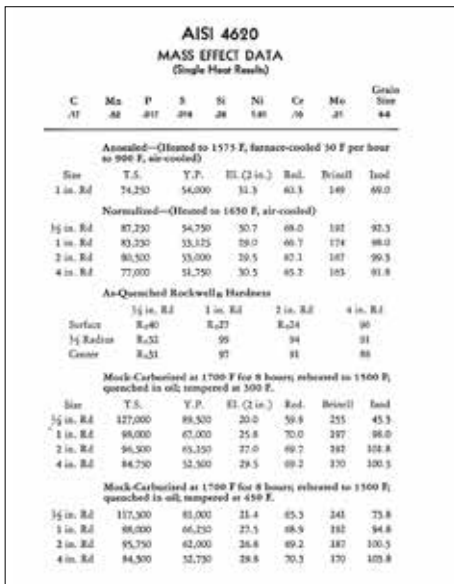 AISI 4620
MASS EFFECT DATA
(Single Heat Results)
Grain
C Mn P S Si Ni Cr Mo Size
.17 .52 .017 .016 .26 1.81 .10 .21 6-8
Annealed—(Heated to 1575 F, furnace-cooled 30 F per hour
to 900 F, air-cooled)
Size T.S. Y.P. El. (2 in.) Red. Brinell Izod
1 in. Rd 74,250 54,000 31.3 60.3 149 69.0
Normalized—(Heated to 1650 F, air-cooled)
½ in. Rd 87,250 54,750 30.7 68.0 192 92.3
1 in. Rd 83,250 53,125 29.0 66.7 174 98.0
2 in. Rd 80,500 53,000 29.5 67.1 167 99.3
4 in. Rd 77,000 51,750 30.5 65.2 163
As-Quenched Rockwell Hardness
½ in. Rd 1 in. Rd 2 in. Rd 4 in. Rd
Surface
½ Radius
Center
Mock-Carburized at 1700 F for 8 hours; reheated to 1500 F;
quenched in oil; tempered at 300 F.
Size T.S. Y.P. El. (2 in.) Red. Brinell Izod
½ in. Rd 127,000 89,500 20.0 59.8 255
1 in. Rd 98,000 67,000 25.8 70.0 197 98.0
2 in. Rd 96,500 65,250 27.0 69.7 192
4 in. Rd 84,750 52,500 29.5 69.2 170 100.5
Mock-Carburized at 1700 F for 8 hours; reheated to 1500 F;
quenched in oil; tempered at 450 F.
½ in. Rd 117,500 81,000 21.4 65.3 241
1 in. Rd 98,000 66,250 27.5 68.9 192
2 in. Rd 95,750 62,000 26.8 69.2 187 100.5
4 in. Rd 84,500 52,750 29.8 70.3 170